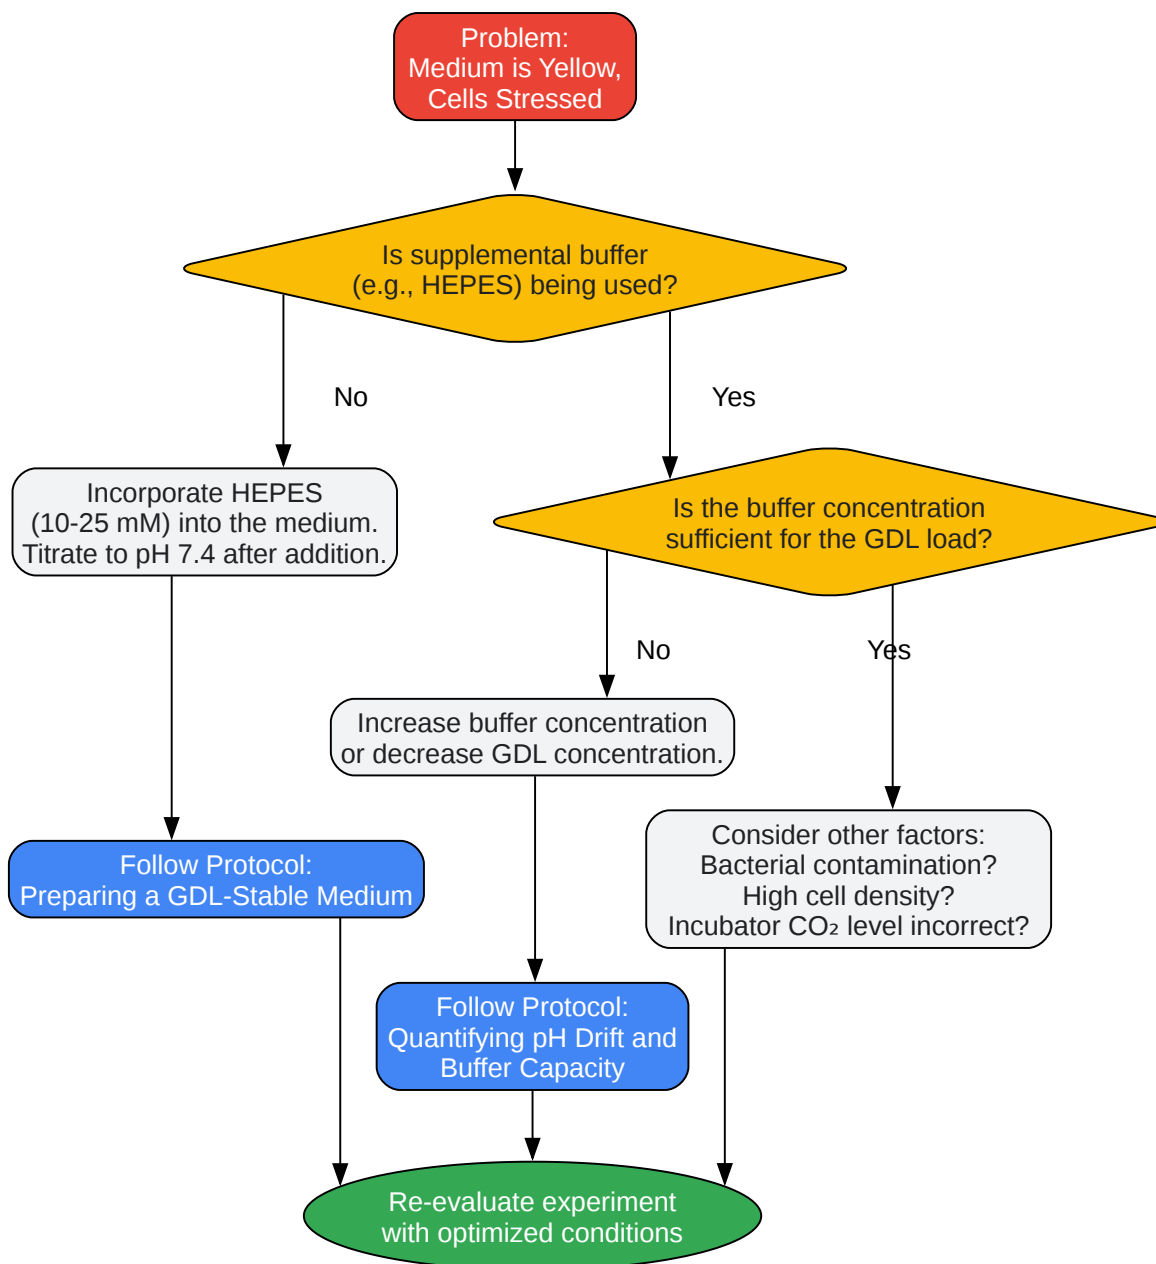 Problem:
Medium is Yellow,
Cells Stressed
Is supplemental buffer
(e.g., HEPES) being used?
No
Yes
Incorporate HEPES
(10-25 mM) into the medium.
Titrate to pH 7.4 after addition.
Is the buffer concentration
sufficient for the GDL load?
No
Yes
Increase buffer concentration
or decrease GDL concentration.
Consider other factors:
Bacterial contamination?
High cell density?
Incubator CO₂ level incorrect?
Follow Protocol:
Preparing a GDL-Stable Medium
Follow Protocol:
Quantifying pH Drift and
Buffer Capacity
Re-evaluate experiment
with optimized conditions